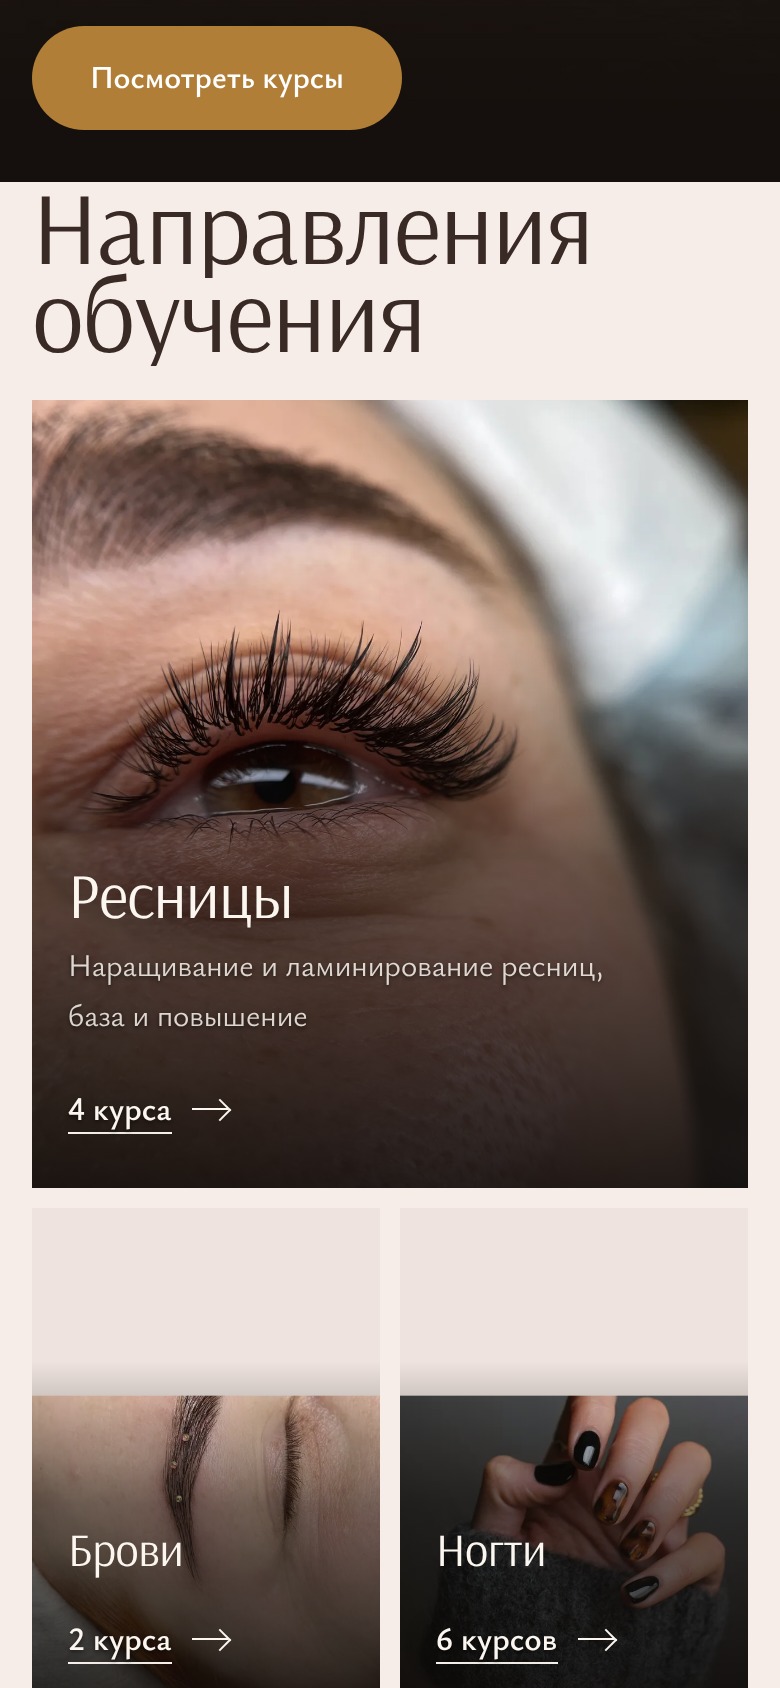 Посмотреть курсы
Направления
обучения
Ресницы
Наращивание и ламинирование ресниц,
база и повышение
4 курса
Брови
2 курса
Ногти
6 курсов